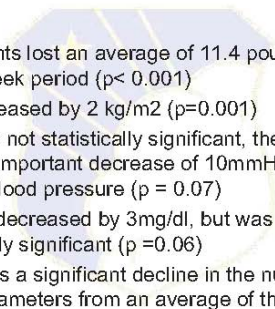 nts lost an average of 11.4 pou
eek period (p< 0.001)
reased by 2 kg/m2 (p=0.001)
not statistically significant, the
mportant decrease of 10mmH
lood pressure (p = 0.07)
decreased by 3mg/dl, but was
ly significant (p =0.06)
s a significant decline in the nu
ameters from an average of th